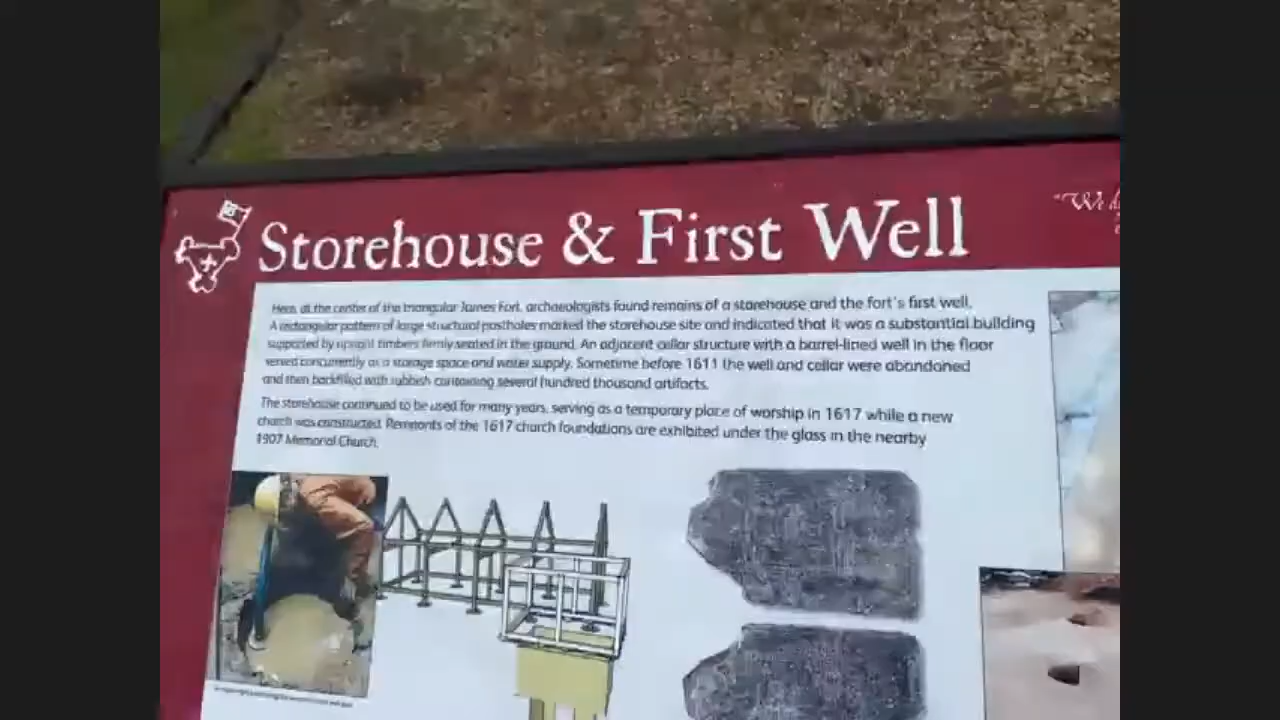 Storehouse & First Well
"We
Here, at the center of the triangular James Fort, archaeologists found remains of a storehouse and the fort's first well.
A rectangular pattern of large structural postholes marked the storehouse site and indicated that it was a substantial building
supported by upright timbers firmly seated in the ground. An adjacent cellar structure with a barrel-lined well in the floor
served concurrently as a storage space and water supply. Sometime before 1611 the well and cellar were abandoned
and then backfilled with rubbish containing several hundred thousand artifacts.
The storehouse continued to be used for many years, serving as a temporary place of worship in 1617 while a new
church was constructed. Remnants of the 1617 church foundations are exhibited under the glass in the nearby
1907 Memorial Church.